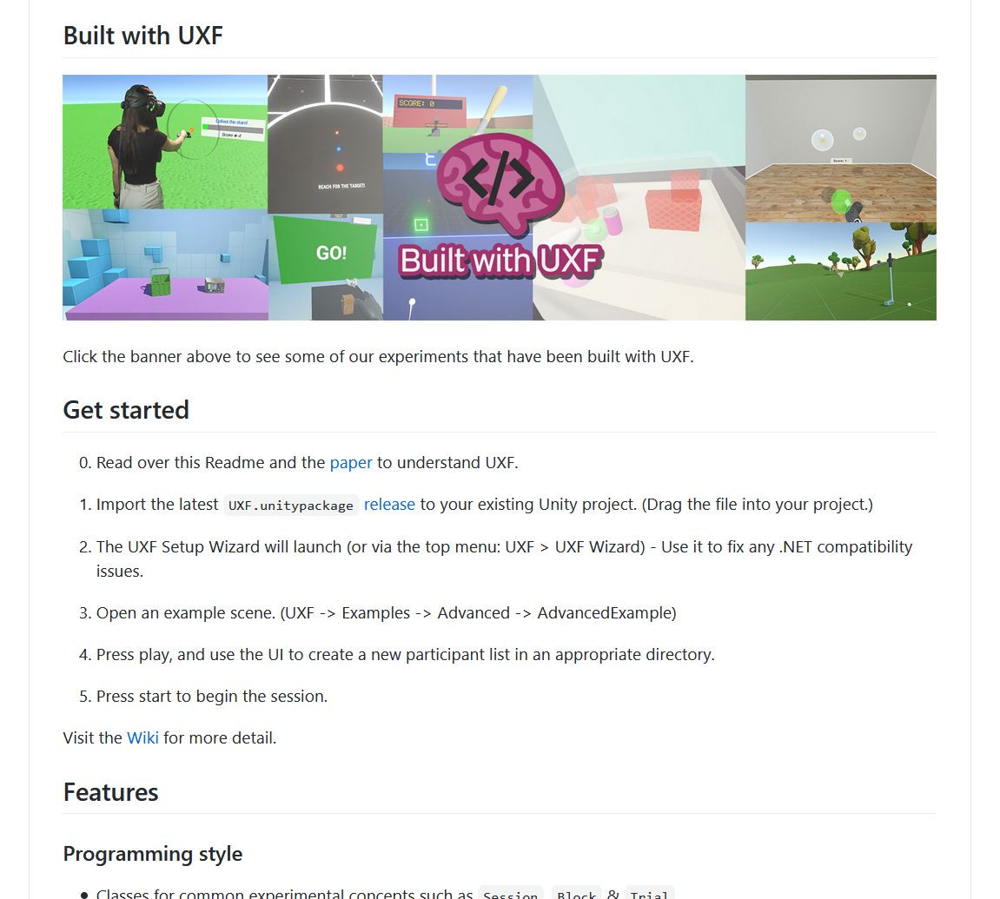 Built with UXF
Collect the stars!
Score ★ 4
REACH FOR THE TARGET!
SCORE: 0
Score: 1
GO!
</>
Built with UXF
Click the banner above to see some of our experiments that have been built with UXF.
Get started
0. Read over this Readme and the paper to understand UXF.
1. Import the latest UXF.unitypackage release to your existing Unity project. (Drag the file into your project.)
2. The UXF Setup Wizard will launch (or via the top menu: UXF > UXF Wizard) - Use it to fix any .NET compatibility
issues.
3. Open an example scene. (UXF -> Examples -> Advanced -> AdvancedExample)
4. Press play, and use the UI to create a new participant list in an appropriate directory.
5. Press start to begin the session.
Visit the Wiki for more detail.
Features
Programming style
• Classes for common experimental concepts such as Session, Block & Trial